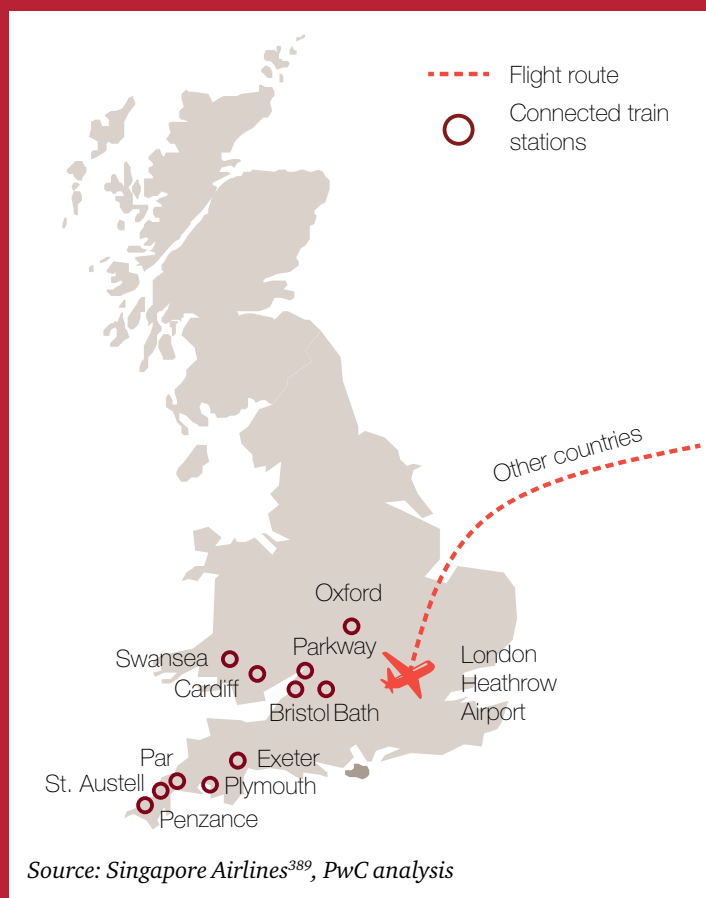 Flight route
Connected train
stations
Other countries
Oxford
Parkway
Swansea
Cardiff
London
Heathrow
Airport
Bristol
Bath
Par
Exeter
St. Austell
Plymouth
Penzance
Source: Singapore Airlines389, PwC analysis